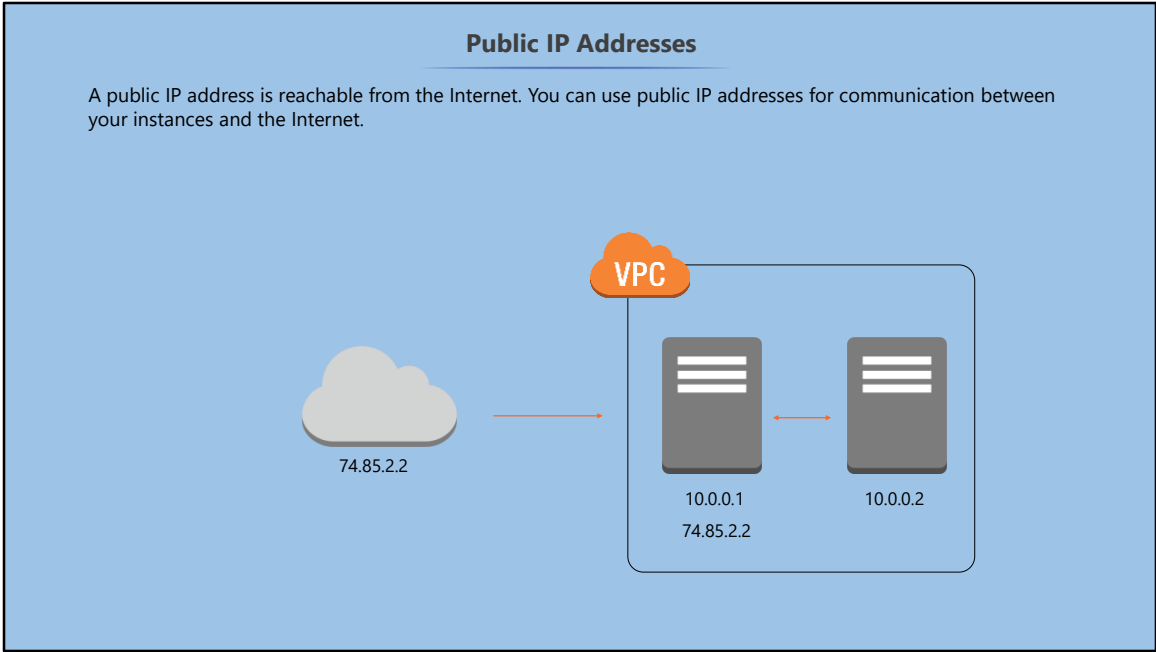 Public IP Addresses
A public IP address is reachable from the Internet. You can use public IP addresses for communication between
your instances and the Internet.
VPC
74.85.2.2
10.0.0.1
10.0.0.2
74.85.2.2